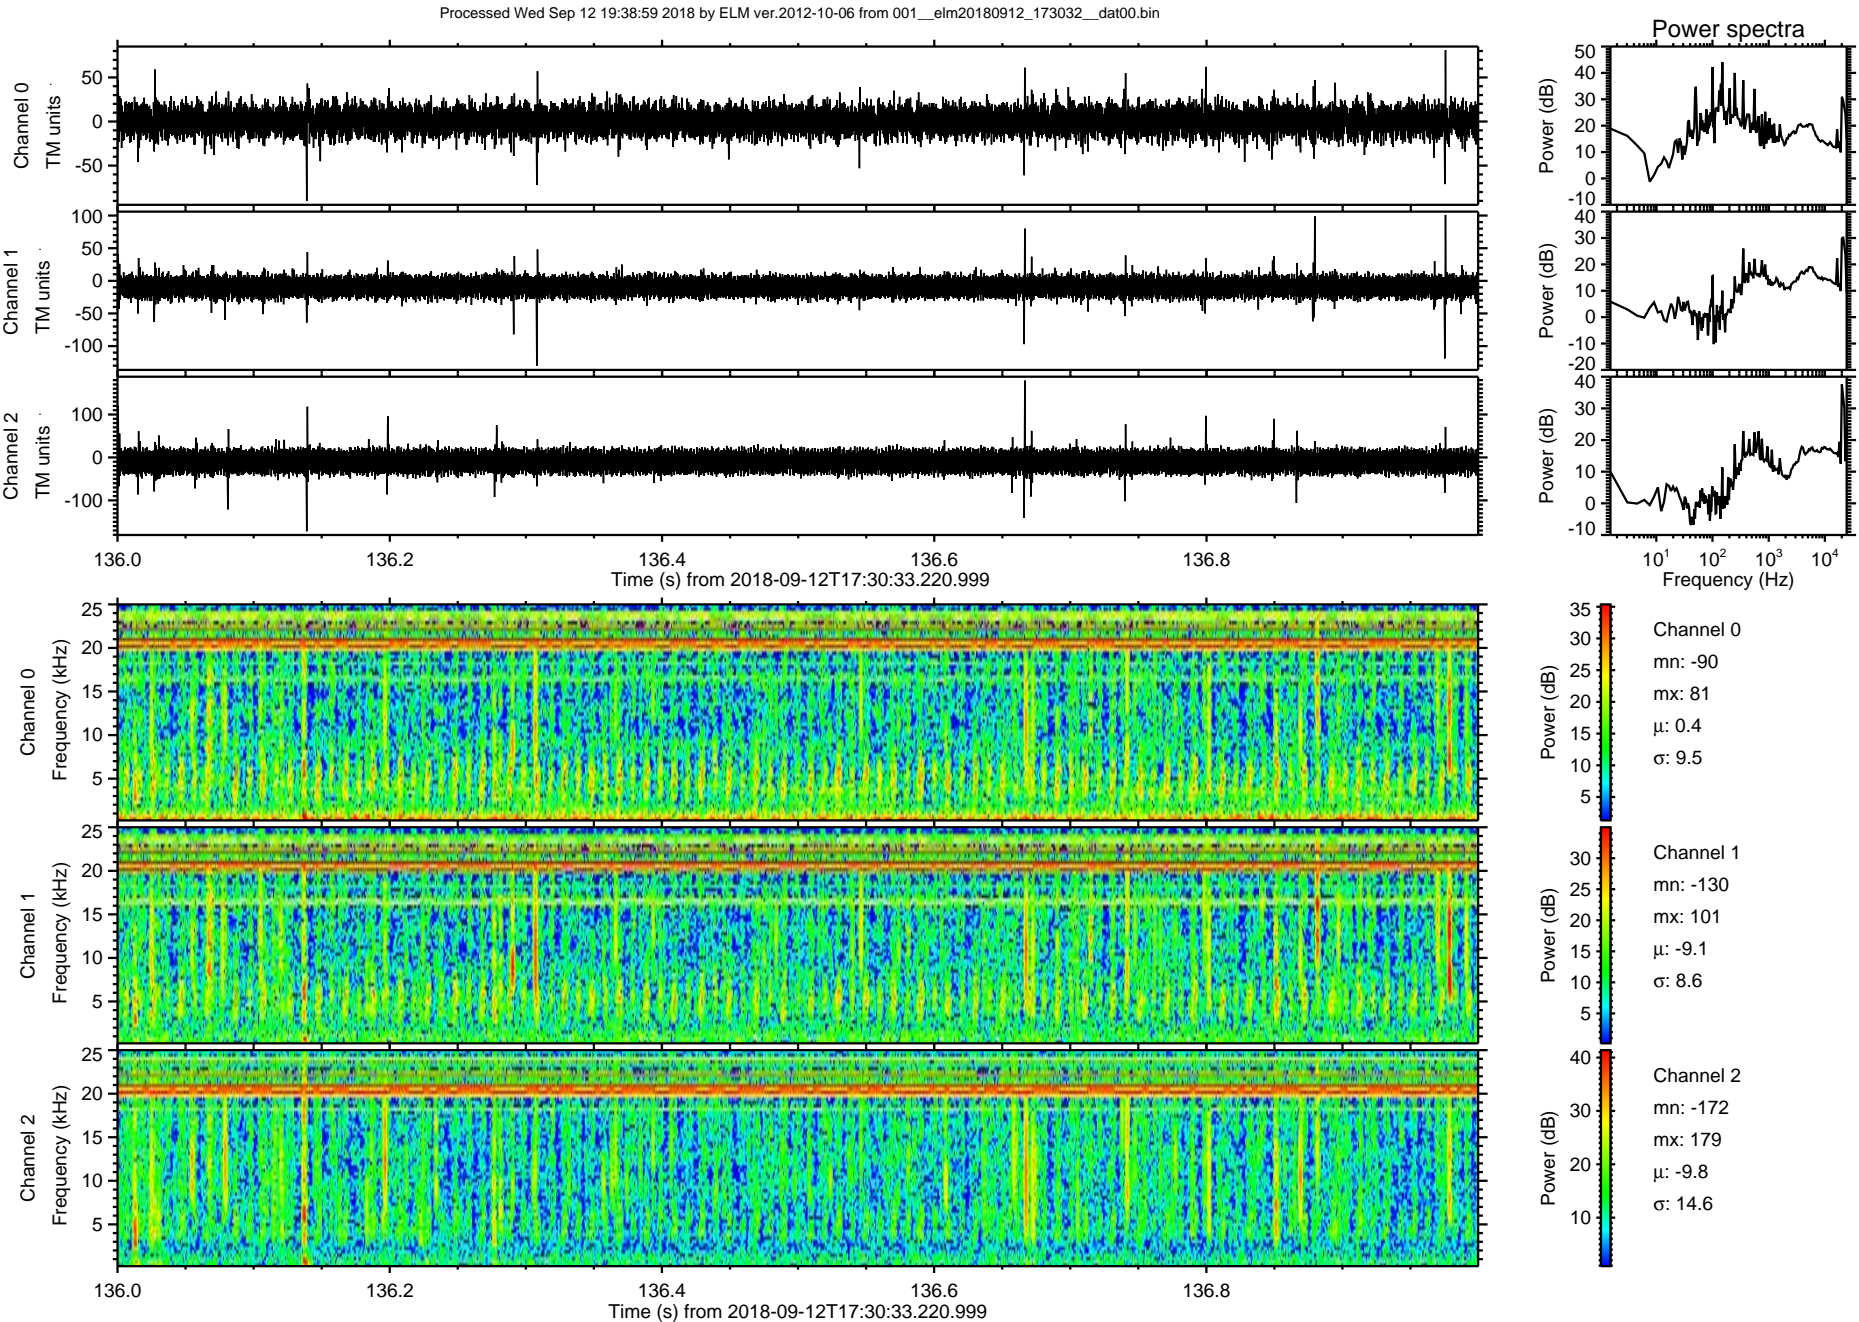 Processed Wed Sep 12 19:38:59 2018 by ELM ver.2012-10-06 from 001__elm20180912_173032__dat00.bin
Power spectra
Channel 0
TM units
50
0
-50
Power (dB)
50
40
30
20
10
0
-10
Channel 1
TM units
100
50
0
-50
-100
Power (dB)
40
30
20
10
0
-10
-20
Channel 2
TM units
100
0
-100
Power (dB)
40
30
20
10
0
-10
136.0 136.2 136.4 136.6 136.8
Time (s) from 2018-09-12T17:30:33.220.999
10¹ 10² 10³ 10⁴
Frequency (Hz)
Channel 0
Frequency (kHz)
25
20
15
10
5
Power (dB)
35
30
25
20
15
10
5
Channel 0
mn: -90
mx: 81
μ: 0.4
σ: 9.5
Channel 1
Frequency (kHz)
25
20
15
10
5
Power (dB)
30
25
20
15
10
5
Channel 1
mn: -130
mx: 101
μ: -9.1
σ: 8.6
Channel 2
Frequency (kHz)
25
20
15
10
5
Power (dB)
40
30
20
10
Channel 2
mn: -172
mx: 179
μ: -9.8
σ: 14.6
136.0 136.2 136.4 136.6 136.8
Time (s) from 2018-09-12T17:30:33.220.999